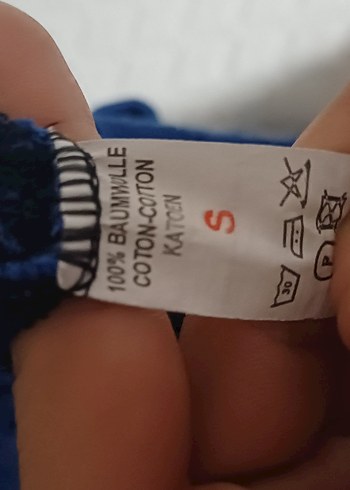 100% BAUMWOLLE
COTON-COTTON
KATOEN
S
30
P